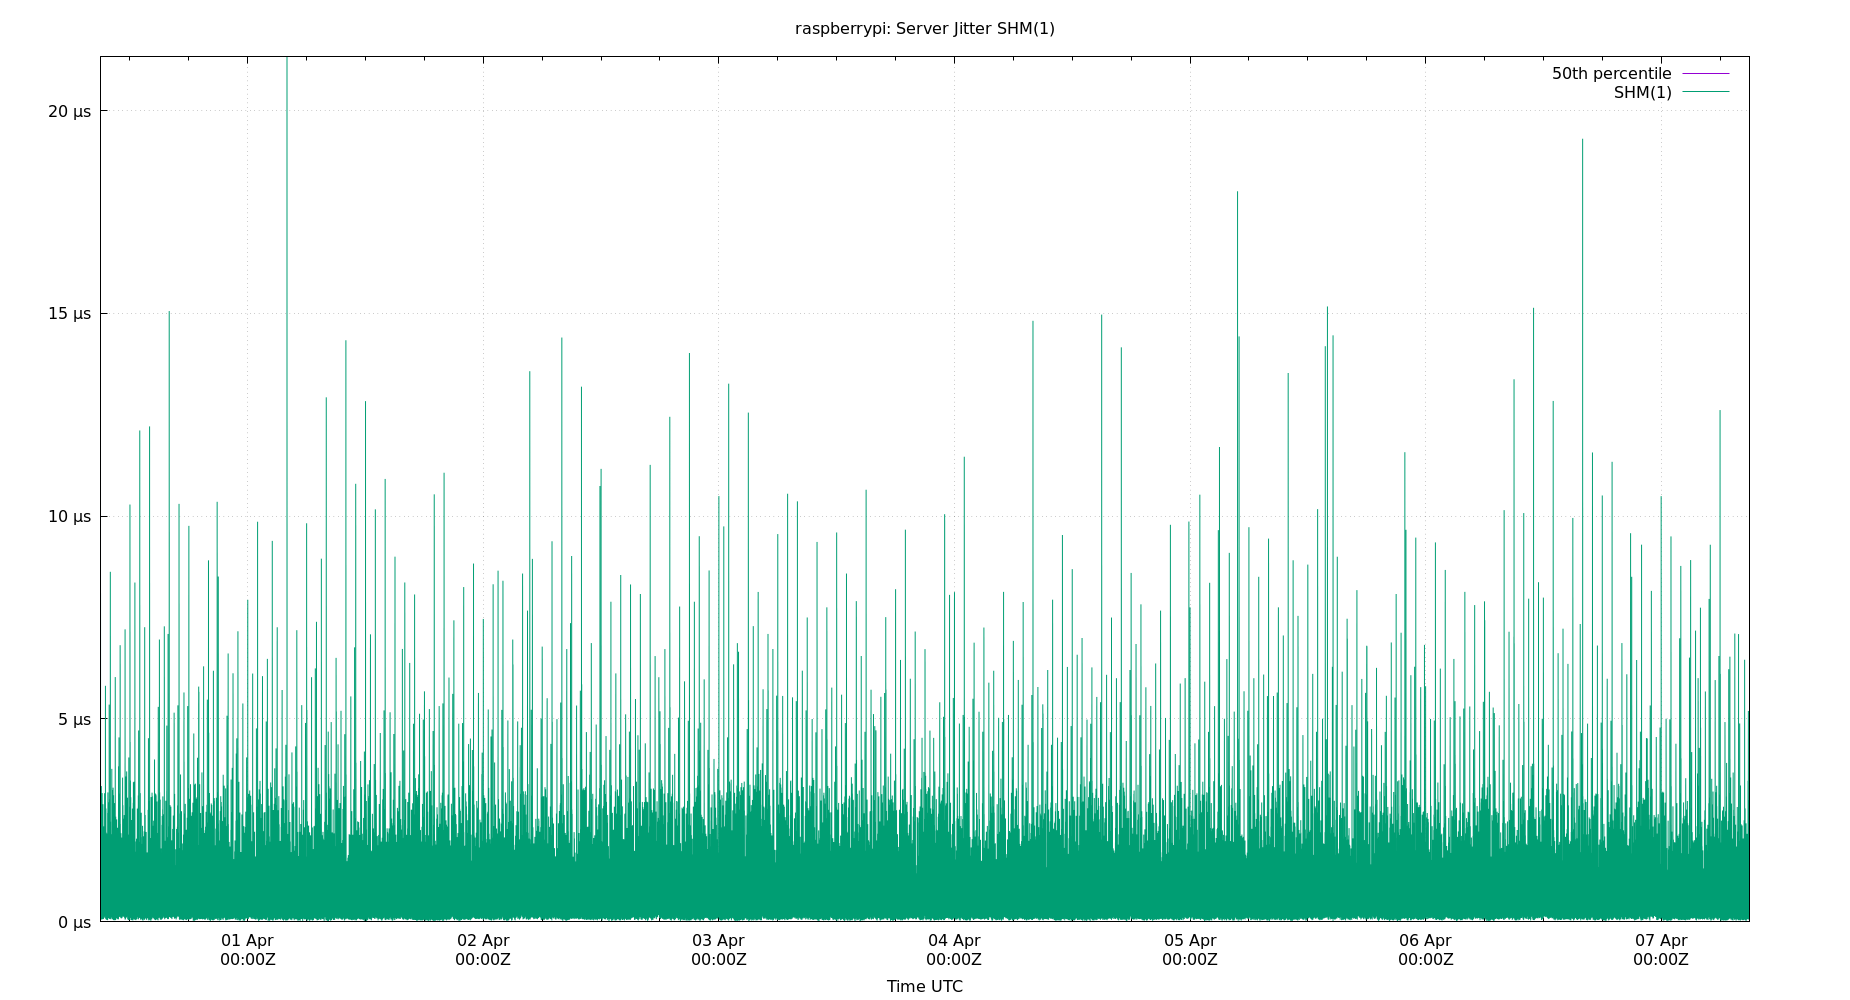 raspberrypi: Server Jitter SHM(1)
50th percentile
SHM(1)
20 µs
15 µs
10 µs
5 µs
0 µs
01 Apr 02 Apr 03 Apr 04 Apr 05 Apr 06 Apr 07 Apr
00:00Z 00:00Z 00:00Z 00:00Z 00:00Z 00:00Z 00:00Z
Time UTC